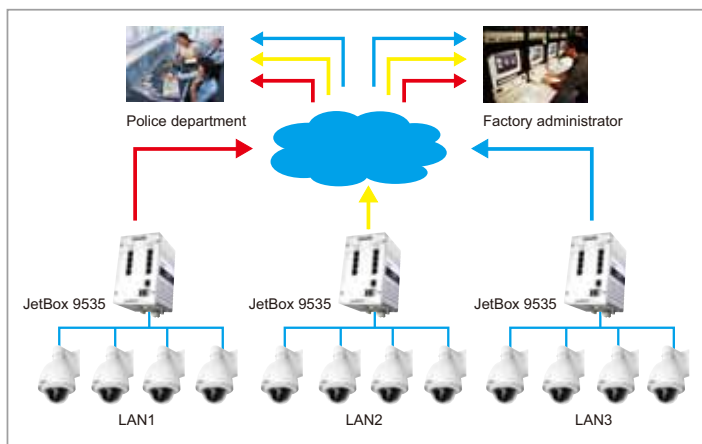 Police department
Factory administrator
JetBox 9535
JetBox 9535
JetBox 9535
LAN1
LAN2
LAN3